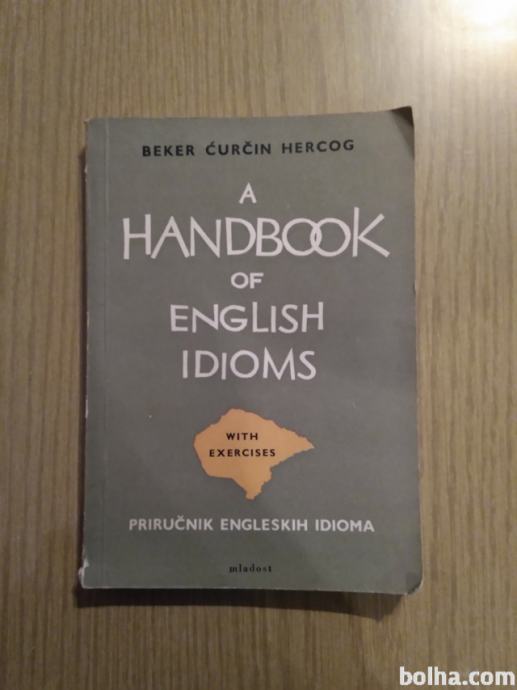 BEKER ĆURČIN HERCOG
A
HANDBOOK
OF
ENGLISH
IDIOMS
WITH
EXERCISES
PRIRUČNIK ENGLESKIH IDIOMA
mladost
bolha.com